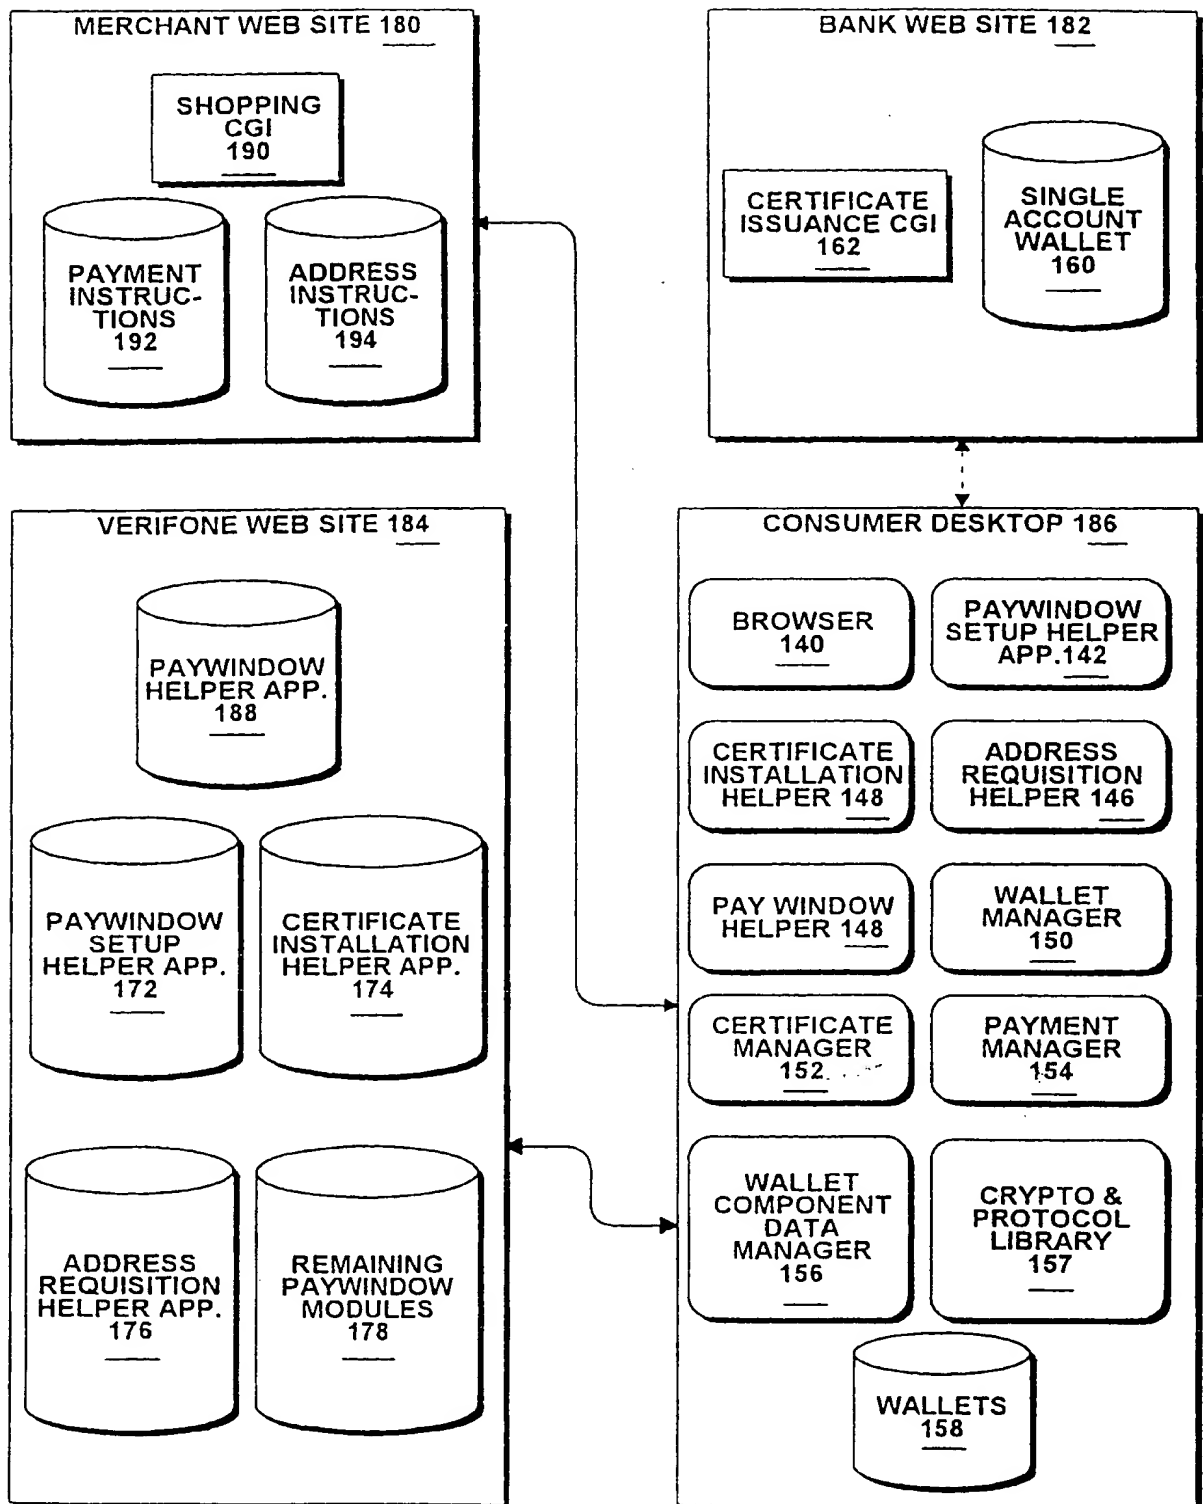 MERCHANT WEB SITE 180
SHOPPING
CGI
190
PAYMENT
INSTRUC-
TIONS
192
ADDRESS
INSTRUC-
TIONS
194
BANK WEB SITE 182
CERTIFICATE
ISSUANCE CGI
162
SINGLE
ACCOUNT
WALLET
160
VERIFONE WEB SITE 184
PAYWINDOW
HELPER APP.
188
PAYWINDOW
SETUP
HELPER APP.
172
CERTIFICATE
INSTALLATION
HELPER APP.
174
ADDRESS
REQUISITION
HELPER APP.
176
REMAINING
PAYWINDOW
MODULES
178
CONSUMER DESKTOP 186
BROWSER
140
PAYWINDOW
SETUP HELPER
APP.142
CERTIFICATE
INSTALLATION
HELPER 148
ADDRESS
REQUISITION
HELPER 146
PAY WINDOW
HELPER 148
WALLET
MANAGER
150
CERTIFICATE
MANAGER
152
PAYMENT
MANAGER
154
WALLET
COMPONENT
DATA
MANAGER
156
CRYPTO &
PROTOCOL
LIBRARY
157
WALLETS
158